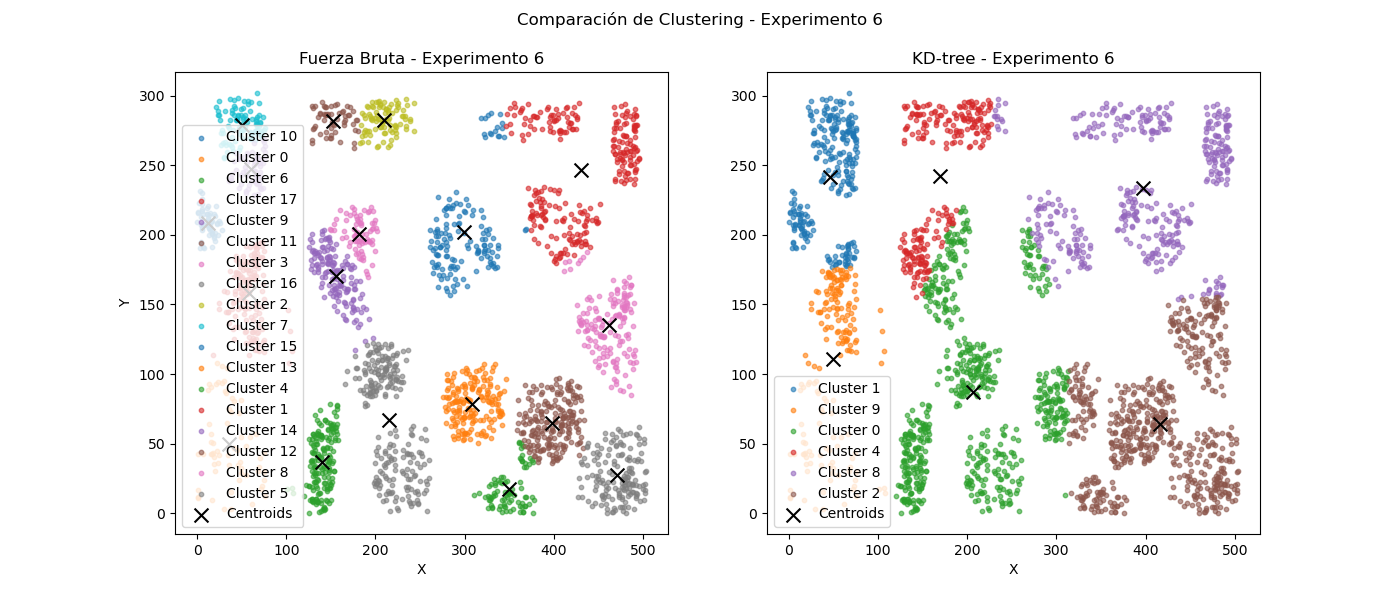 Comparación de Clustering - Experimento 6
Fuerza Bruta - Experimento 6
300
250
200
150
100
50
0
Y
Cluster 10
Cluster 0
Cluster 6
Cluster 17
Cluster 9
Cluster 11
Cluster 3
Cluster 16
Cluster 2
Cluster 7
Cluster 15
Cluster 13
Cluster 4
Cluster 1
Cluster 14
Cluster 12
Cluster 8
Cluster 5
Centroids
0 100 200 300 400 500
X
KD-tree - Experimento 6
300
250
200
150
100
50
0
Cluster 1
Cluster 9
Cluster 0
Cluster 4
Cluster 8
Cluster 2
Centroids
0 100 200 300 400 500
X